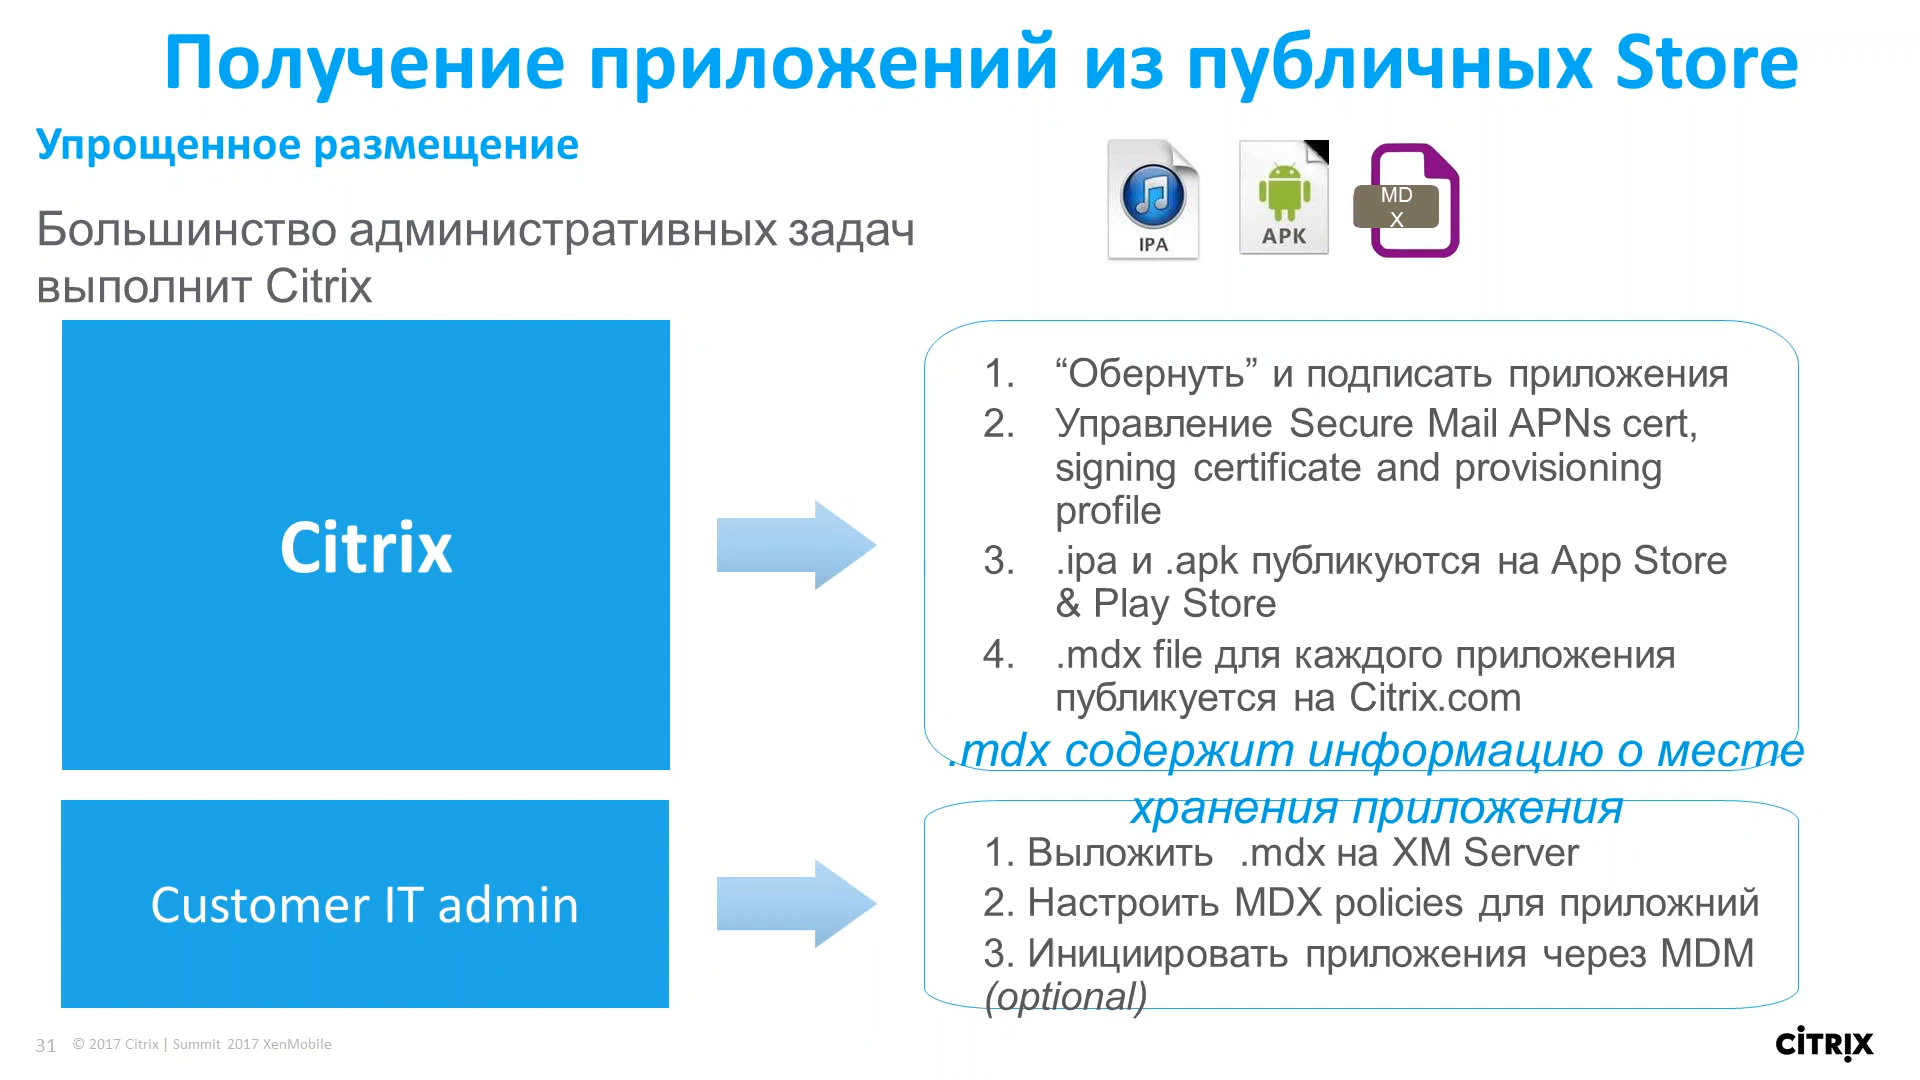 Получение приложений из публичных Store
Упрощенное размещение
Большинство административных задач
выполнит Citrix
IPA
APK
MD
X
Citrix
1. “Обернуть” и подписать приложения
2. Управление Secure Mail APNs cert,
signing certificate and provisioning
profile
3. .ipa и .apk публикуются на App Store
& Play Store
4. .mdx file для каждого приложения
публикуется на Citrix.com
.mdx содержит информацию о месте
хранения приложения
Customer IT admin
1. Выложить .mdx на XM Server
2. Настроить MDX policies для приложний
3. Инициировать приложения через MDM
(optional)
31 © 2017 Citrix | Summit 2017 XenMobile
CITRIX